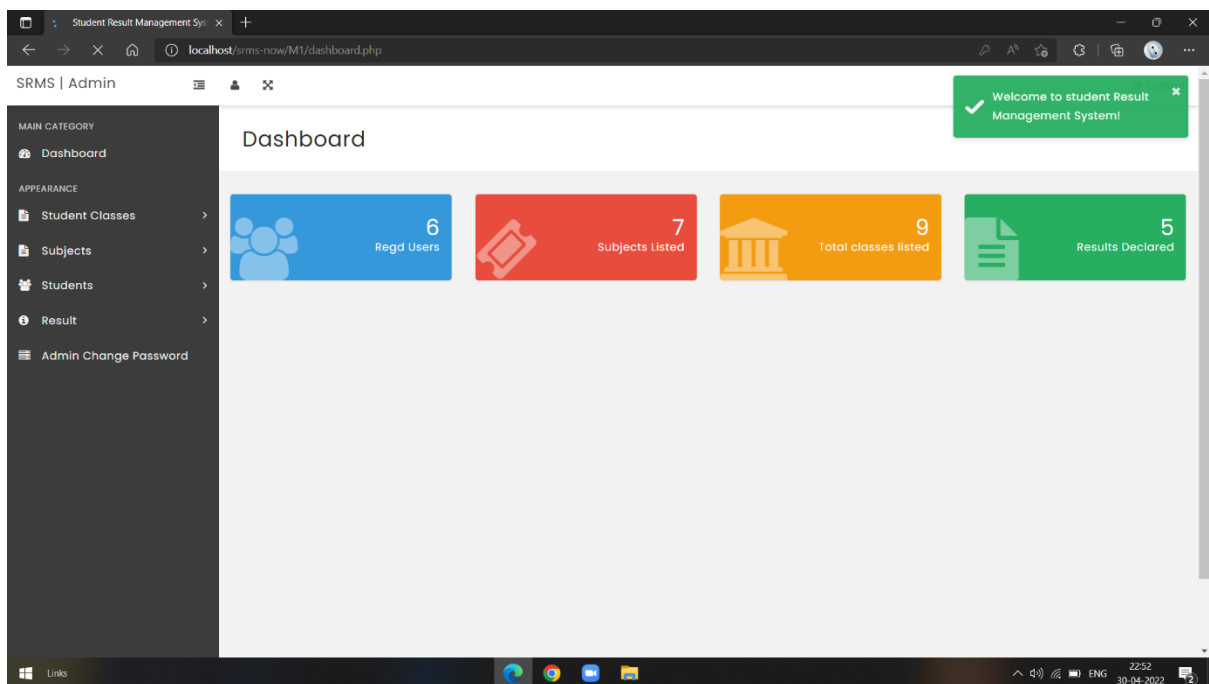 Student Result Management Sys
localhost/srms-now/M1/dashboard.php
SRMS | Admin
Welcome to student Result
Management System!
MAIN CATEGORY
Dashboard
Dashboard
APPEARANCE
Student Classes
Subjects
Students
Result
Admin Change Password
6
Regd Users
7
Subjects Listed
9
Total classes listed
5
Results Declared
Links
ENG
22:52
30-04-2022
2